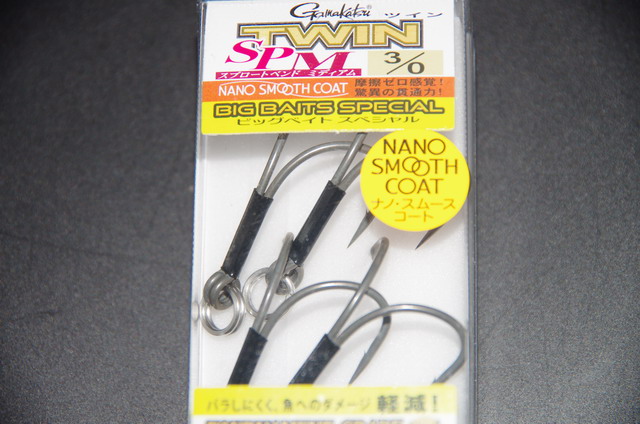 Gamakatsu® ツイン
TWIN
SPM 3/0
スプロートベンド ミディアム
NANO SMOOTH COAT 摩擦ゼロ感覚！
驚異の貫通力！
BIG BAITS SPECIAL
ビッグベイト スペシャル
NANO
SMOOTH
COAT
ナノ・スムース
コート
バラしにくく、魚へのダメージ 軽減！